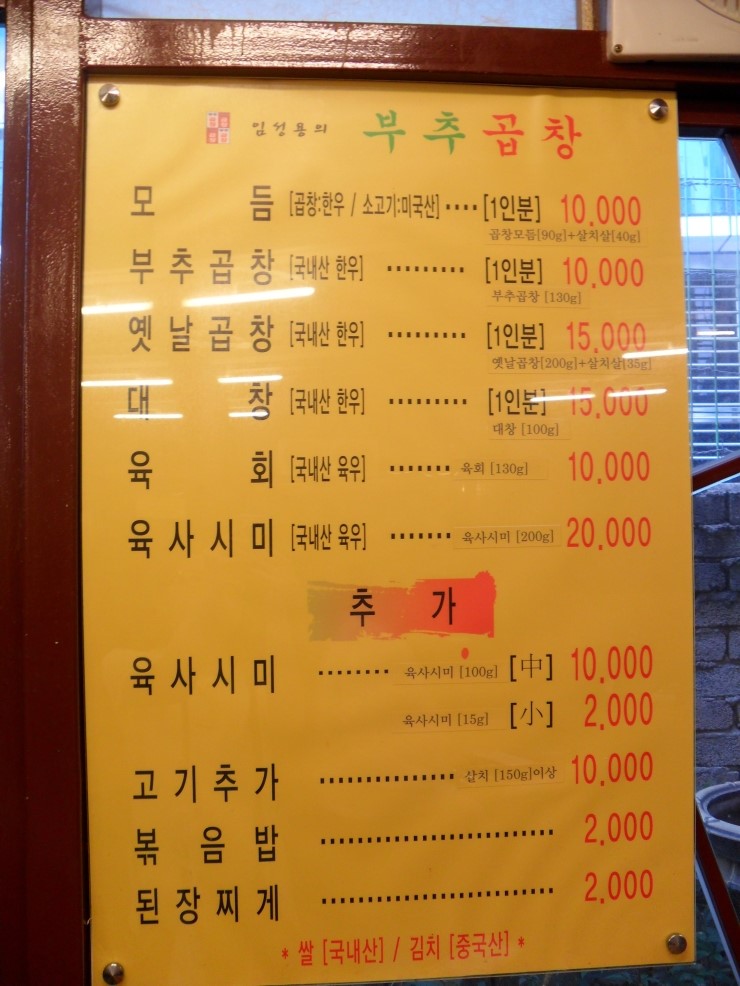 임성용의 부추곱창
모듬 [곱창:한우 / 소고기:미국산] ···· [1인분] 10,000
곱창모듬[90g]+살치살[40g]
부추곱창 [국내산 한우] ········· [1인분] 10,000
부추곱창 [130g]
옛날곱창 [국내산 한우] ········· [1인분] 15,000
옛날곱창[200g]+살치살[35g]
대창 [국내산 한우] ········· [1인분] 15,000
대창 [100g]
육회 [국내산 육우] ······· 육회 [130g] 10,000
육사시미 [국내산 육우] ······· 육사시미 [200g] 20,000
추가
육사시미 ········ 육사시미 [100g] [中] 10,000
육사시미 [15g] [小] 2,000
고기추가 ··············· 살치 [150g]이상 10,000
볶음밥 ························· 2,000
된장찌게 ························· 2,000
* 쌀 [국내산] / 김치 [중국산] *